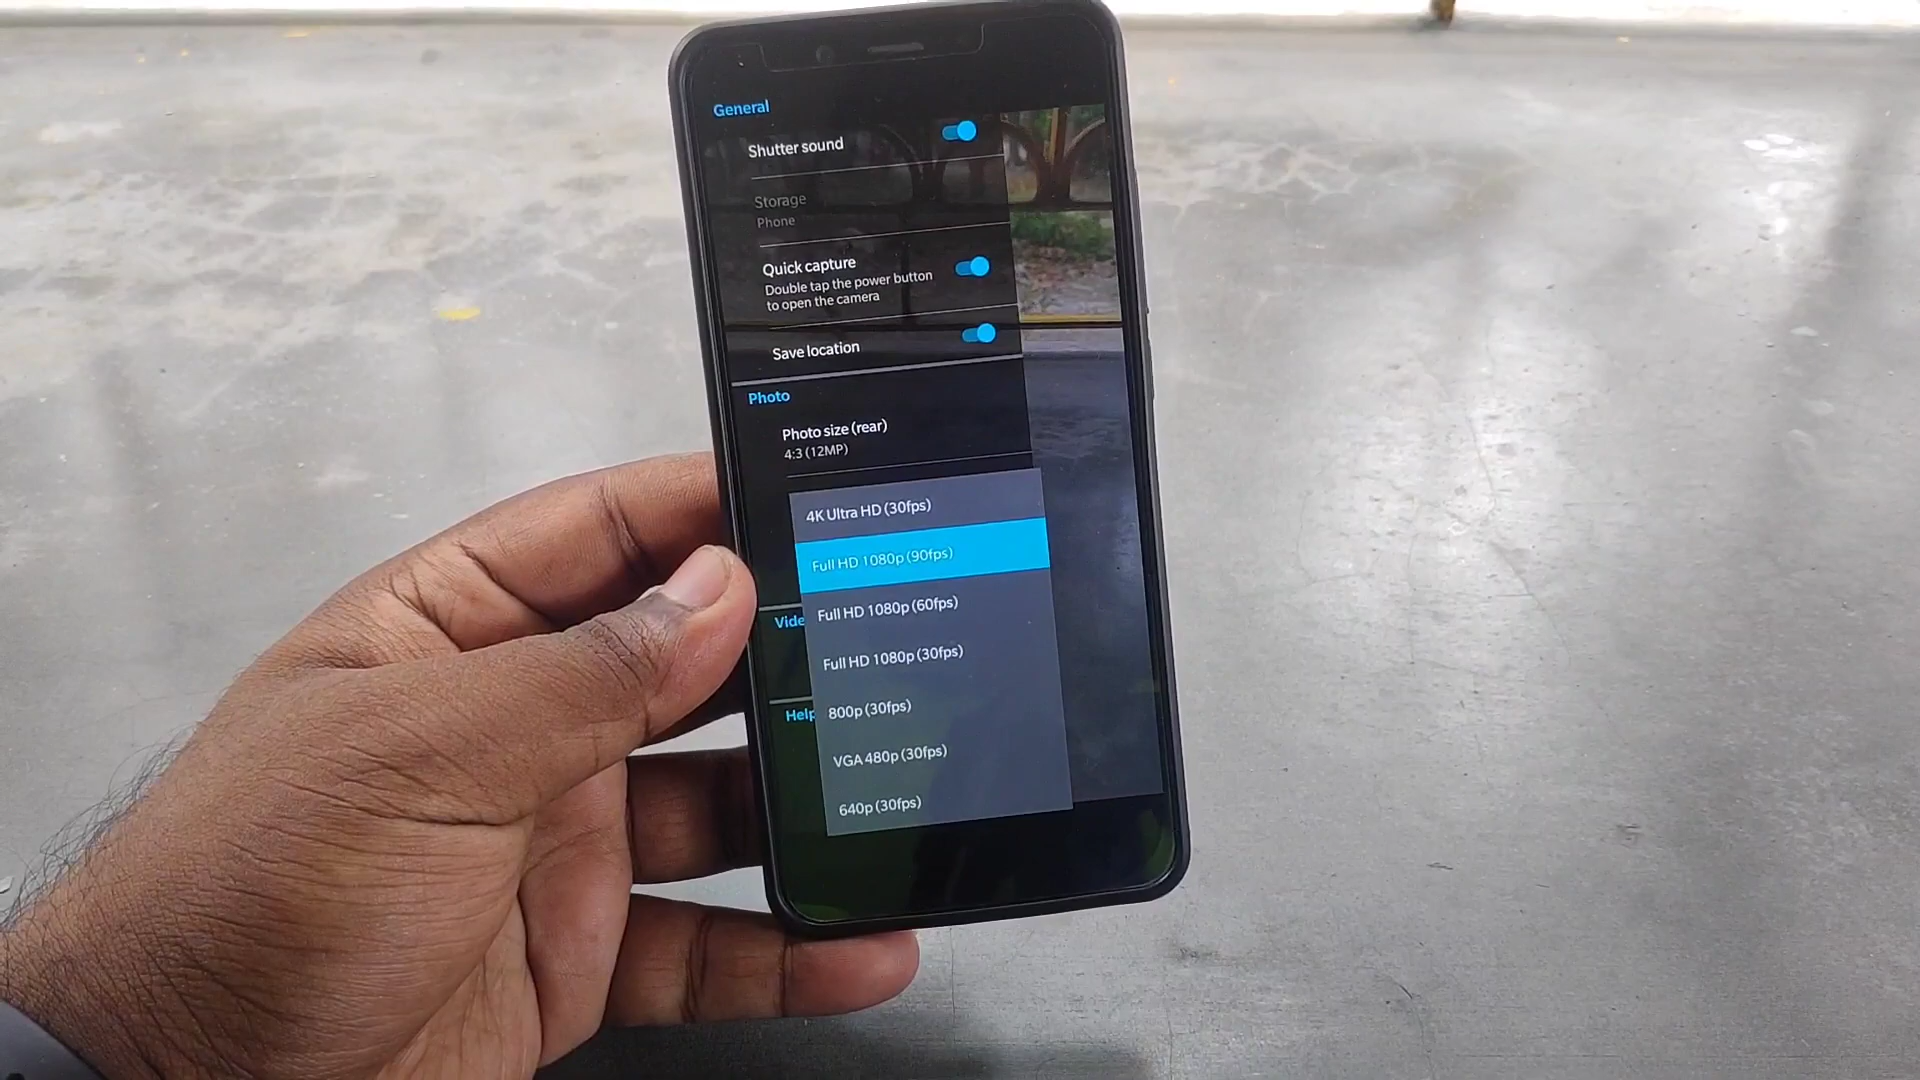 General
Shutter sound
Storage
Phone
Quick capture
Double tap the power button
to open the camera
Save location
Photo
Photo size (rear)
4:3 (12MP)
4K Ultra HD (30fps)
Full HD 1080p (90fps)
Full HD 1080p (60fps)
Vide
Full HD 1080p (30fps)
Help
800p (30fps)
VGA 480p (30fps)
640p (30fps)